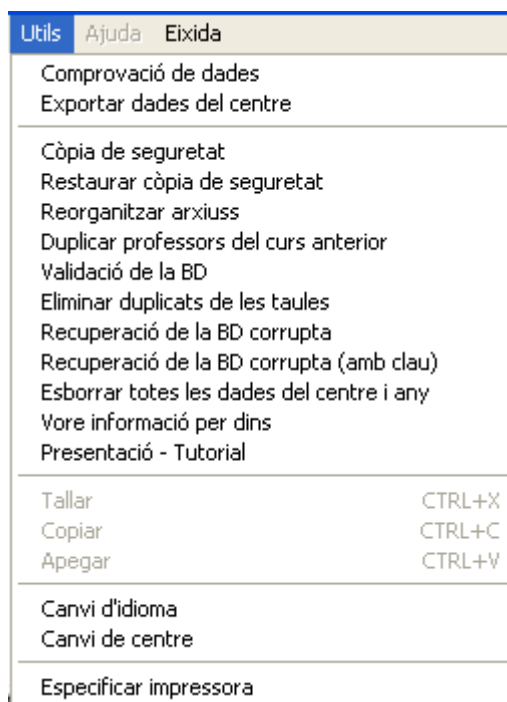 Utils Ajuda Eixida
Comprovació de dades
Exportar dades del centre
Còpia de seguretat
Restaurar còpia de seguretat
Reorganitzar arxiuss
Duplicar professors del curs anterior
Validació de la BD
Eliminar duplicats de les taules
Recuperació de la BD corrupta
Recuperació de la BD corrupta (amb clau)
Esborrar totes les dades del centre i any
Vore informació per dins
Presentació - Tutorial
Tallar CTRL+X
Copiar CTRL+C
Apegar CTRL+V
Canvi d'idioma
Canvi de centre
Especificar impressora